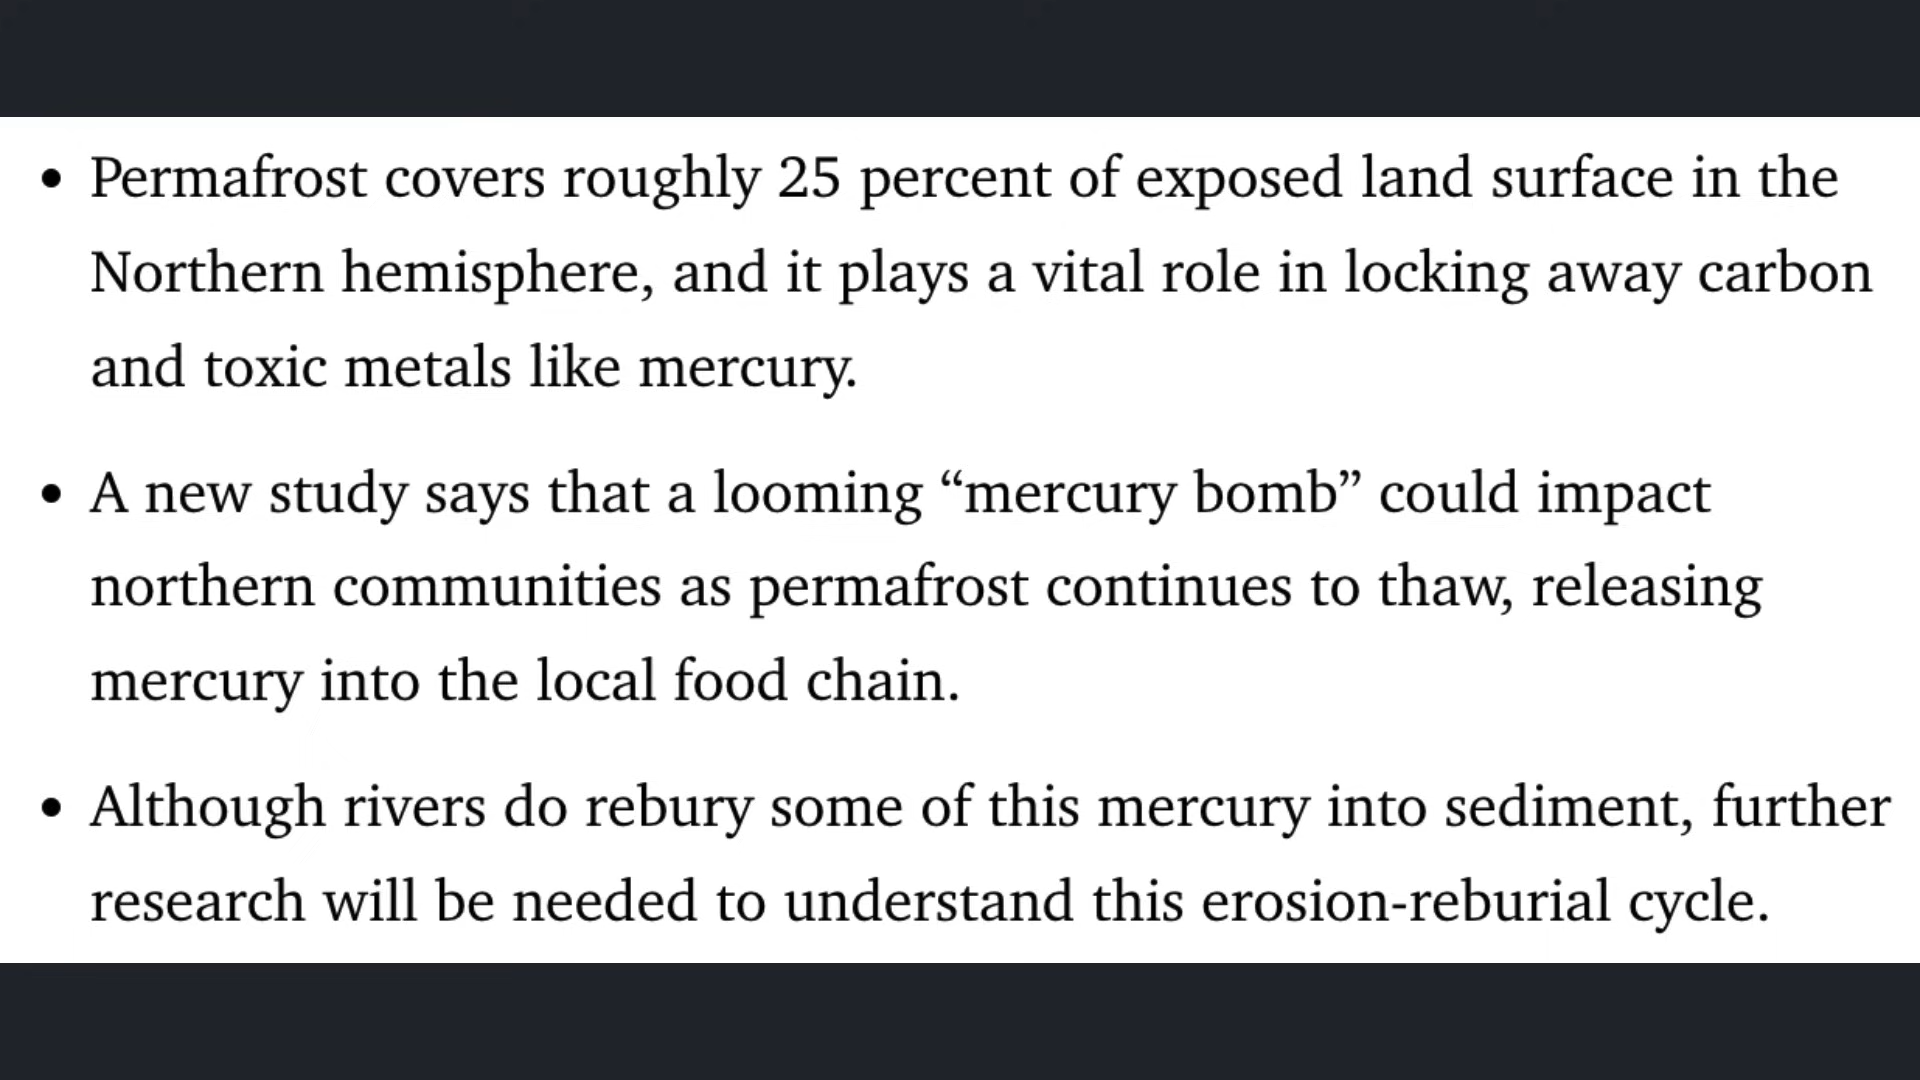 • Permafrost covers roughly 25 percent of exposed land surface in the
Northern hemisphere, and it plays a vital role in locking away carbon
and toxic metals like mercury.
• A new study says that a looming “mercury bomb” could impact
northern communities as permafrost continues to thaw, releasing
mercury into the local food chain.
• Although rivers do rebury some of this mercury into sediment, further
research will be needed to understand this erosion-reburial cycle.